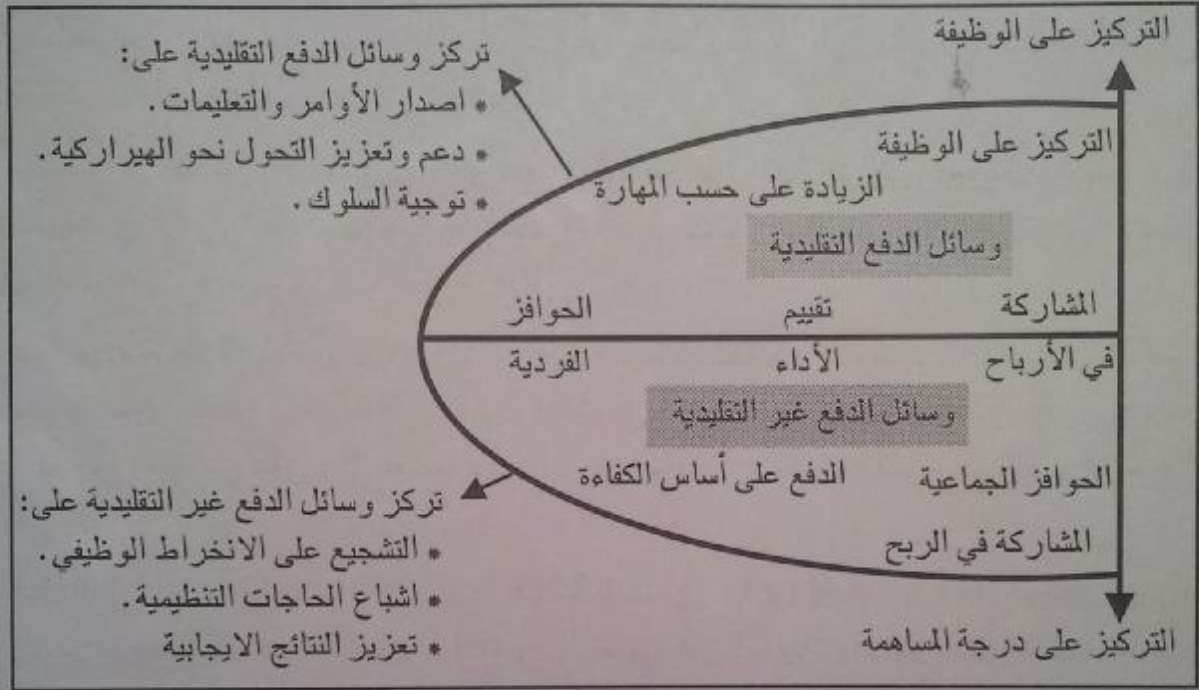 التركيز على الوظيفة
تركز وسائل الدفع التقليدية على:
* اصدار الأوامر والتعليمات.
* دعم وتعزيز التحول نحو الهيراركية.
* توجية السلوك.
التركيز على الوظيفة
الزيادة على حسب المهارة
وسائل الدفع التقليدية
المشاركة تقييم الحوافز
في الأرباح الأداء الفردية
وسائل الدفع غير التقليدية
الحوافز الجماعية الدفع على أساس الكفاءة
المشاركة في الربح
تركز وسائل الدفع غير التقليدية على:
* التشجيع على الانخراط الوظيفي.
* اشباع الحاجات التنظيمية.
* تعزيز النتائج الايجابية
التركيز على درجة المساهمة